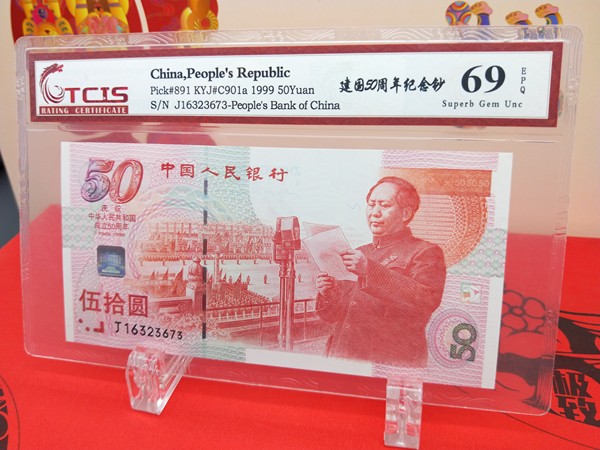 TCIS
RATING CERTIFICATE
China,People's Republic
Pick#891 KYJ#C901a 1999 50Yuan
S/N J16323673-People's Bank of China
建国50周年纪念钞
69
EPQ
Superb Gem Unc
50
中国人民银行
庆祝
中华人民共和国
成立50周年
505050
伍拾圆
J16323673
50
极致